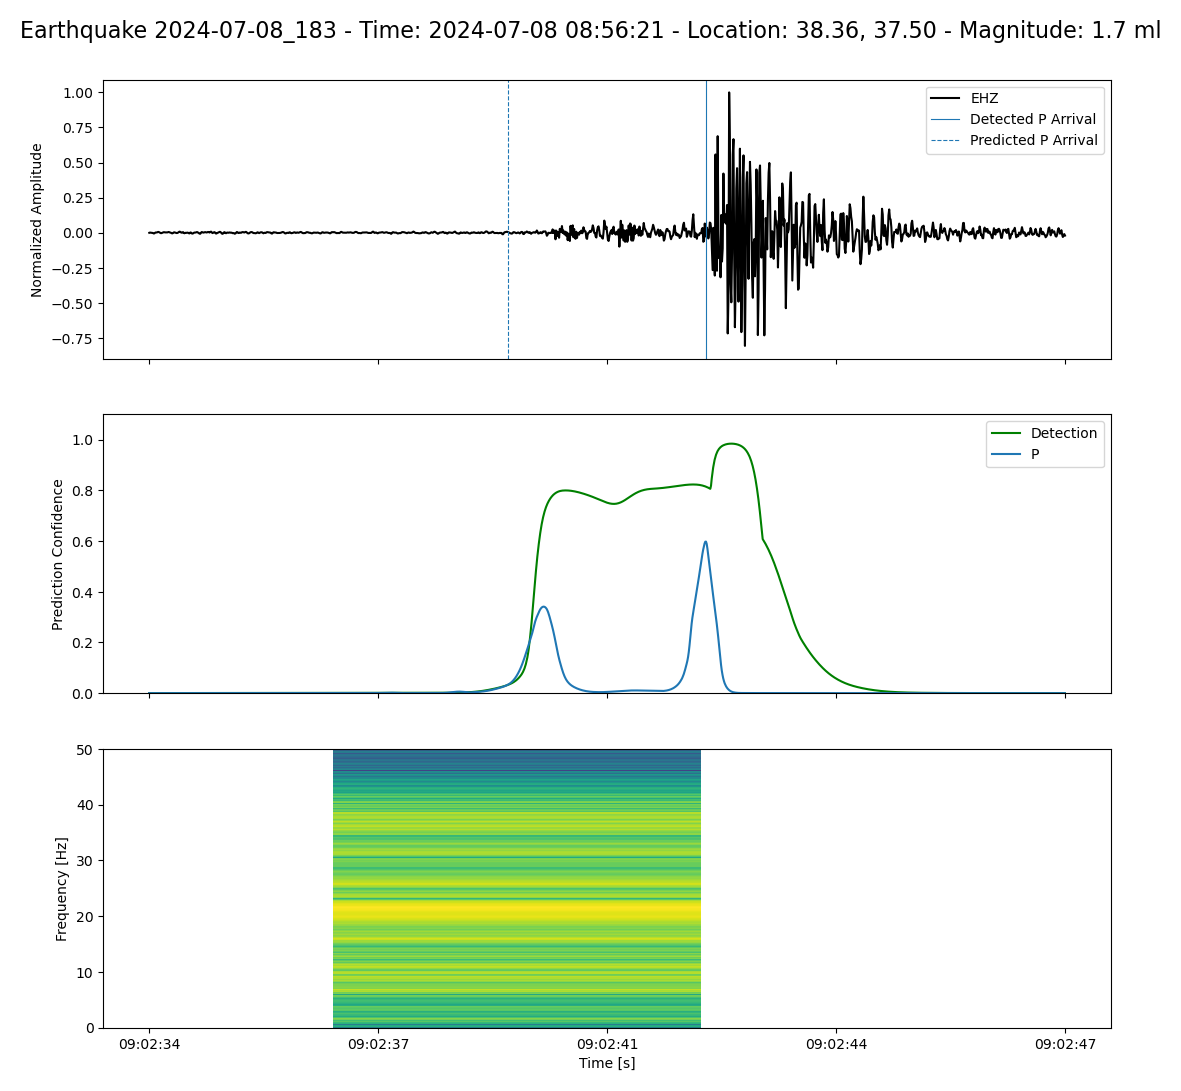 Earthquake 2024-07-08_183 - Time: 2024-07-08 08:56:21 - Location: 38.36, 37.50 - Magnitude: 1.7 ml
Normalized Amplitude
1.00
0.75
0.50
0.25
0.00
−0.25
−0.50
−0.75
EHZ
Detected P Arrival
Predicted P Arrival
Prediction Confidence
1.0
0.8
0.6
0.4
0.2
0.0
Detection
P
Frequency [Hz]
50
40
30
20
10
0
09:02:34 09:02:37 09:02:41 09:02:44 09:02:47
Time [s]